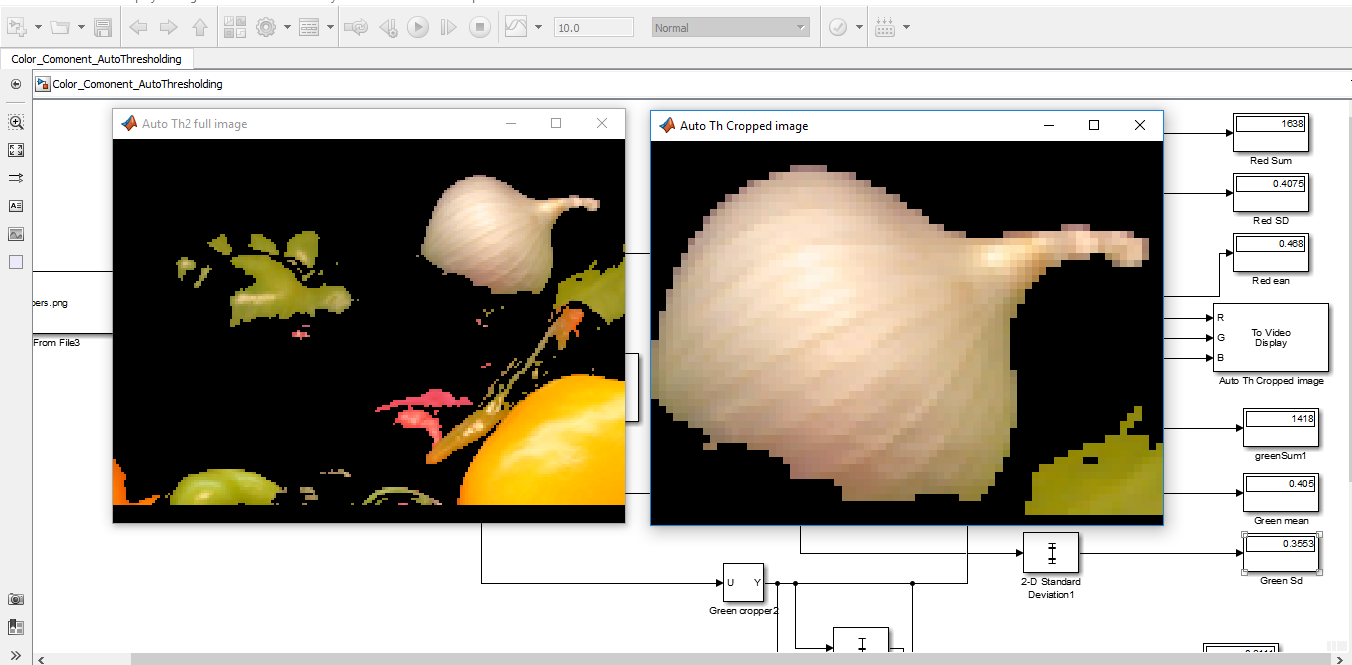 10.0
Normal
Color_Comonent_AutoThresholding
Color_Comonent_AutoThresholding
Auto Th2 full image
Auto Th Cropped image
1638
Red Sum
0.4075
Red SD
0.468
Red ean
pers.png
From File3
R
G
B
To Video
Display
Auto Th Cropped image
1418
greenSum1
0.405
Green mean
0.3553
Green Sd
2-D Standard
Deviation1
U Y
Green cropper2